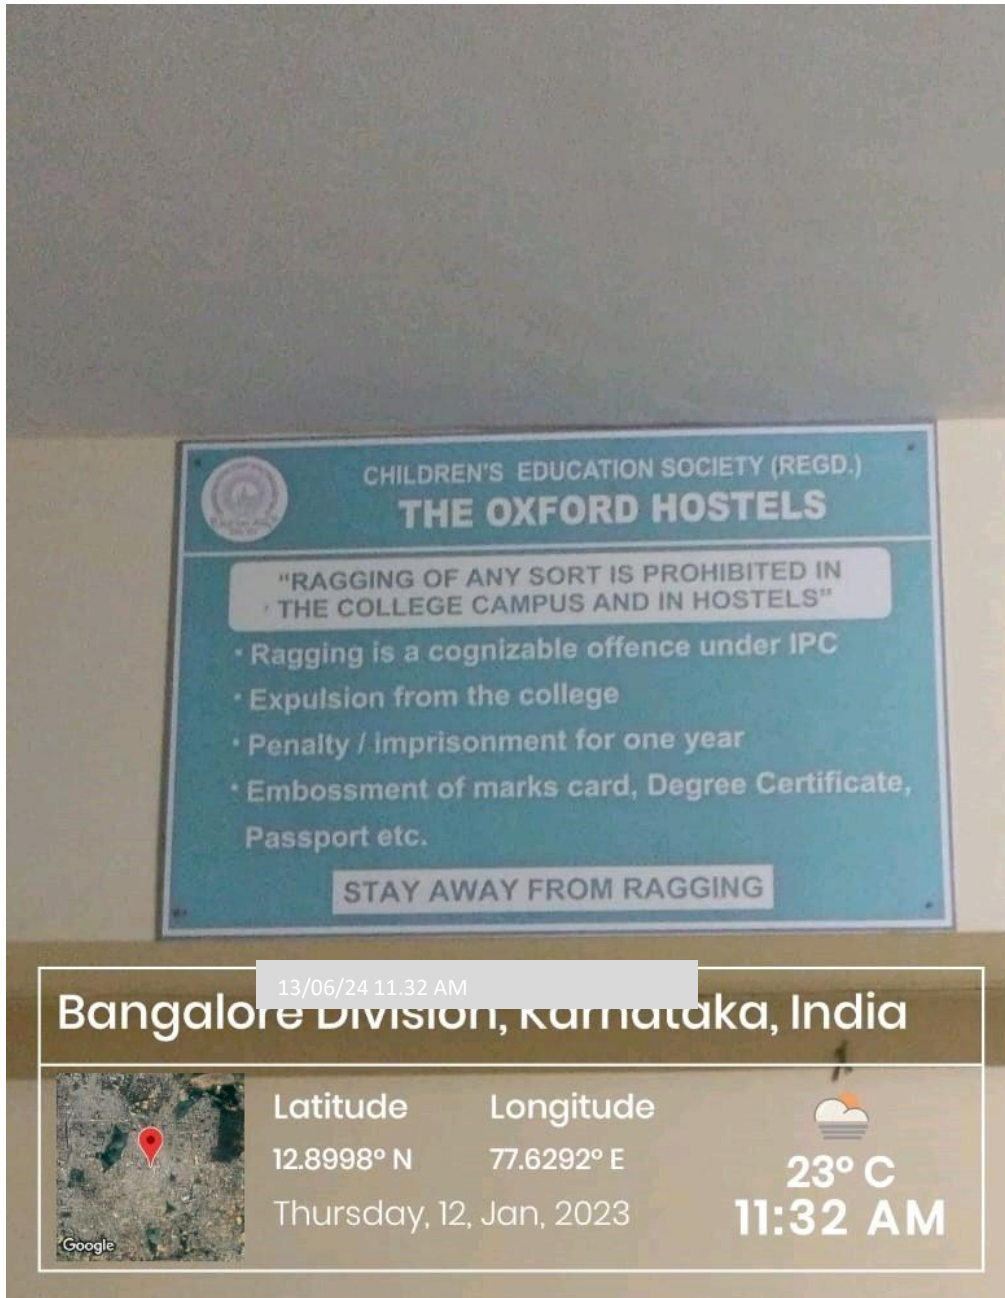 CHILDREN'S EDUCATION SOCIETY (REGD.)
THE OXFORD HOSTELS
"RAGGING OF ANY SORT IS PROHIBITED IN
THE COLLEGE CAMPUS AND IN HOSTELS"
• Ragging is a cognizable offence under IPC
• Expulsion from the college
• Penalty / imprisonment for one year
• Embossment of marks card, Degree Certificate,
Passport etc.
STAY AWAY FROM RAGGING
13/06/24 11.32 AM
Bangalore Division, Karnataka, India
Latitude Longitude
12.8998° N 77.6292° E
Thursday, 12, Jan, 2023
23° C
11:32 AM
Google